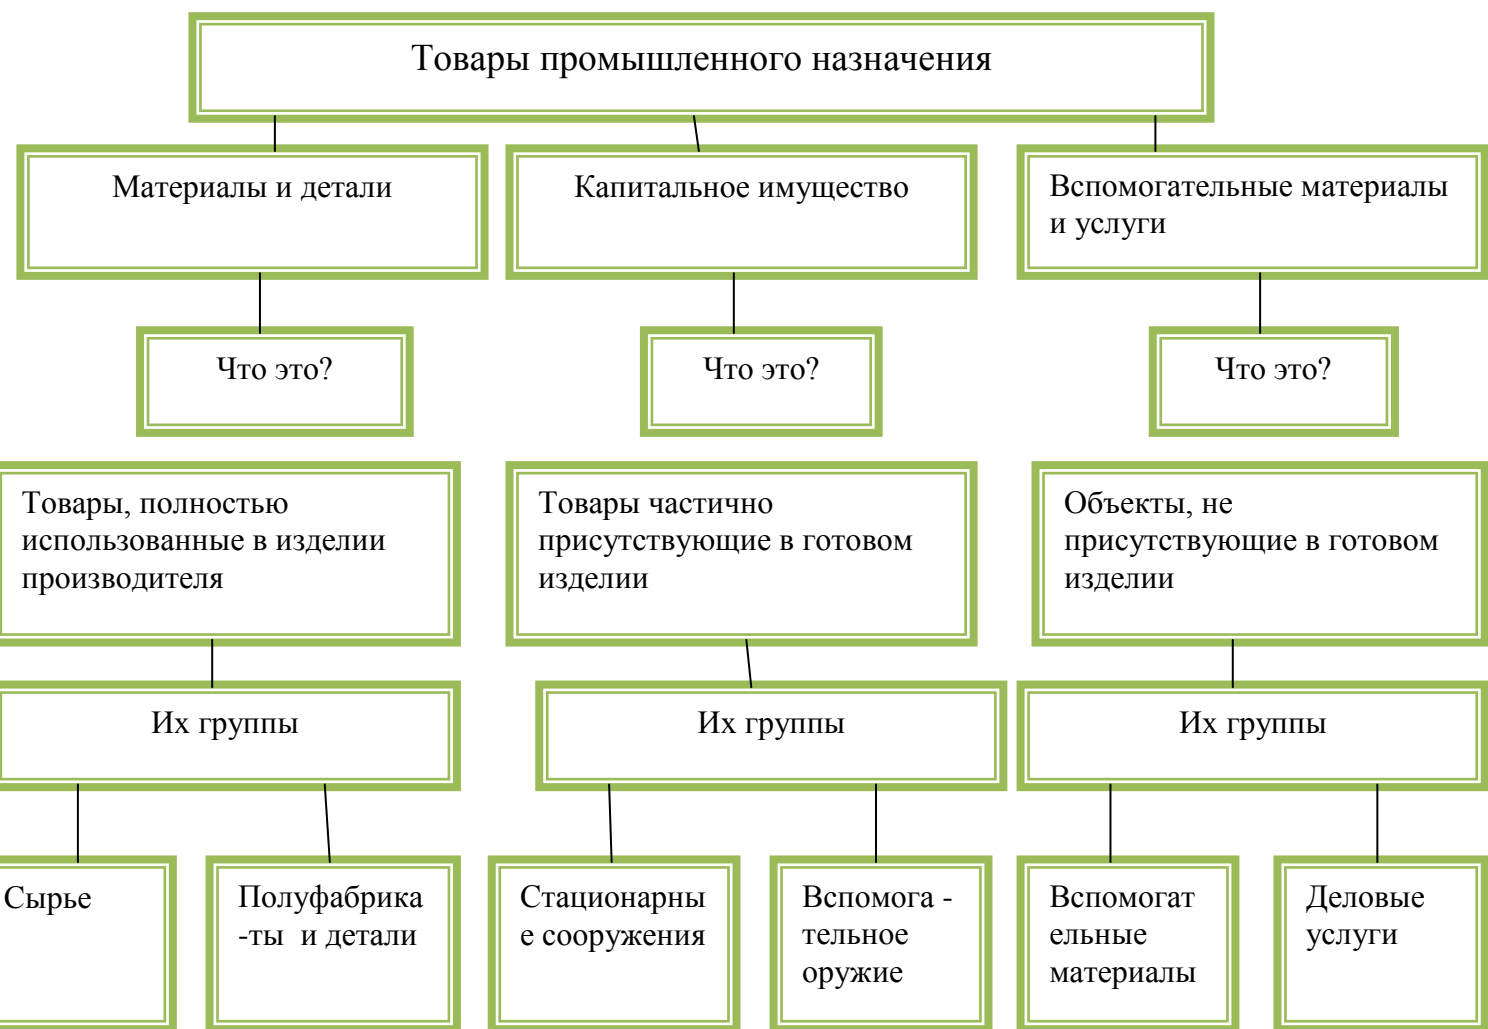 Товары промышленного назначения
Материалы и детали
Капитальное имущество
Вспомогательные материалы
и услуги
Что это?
Что это?
Что это?
Товары, полностью
использованные в изделии
производителя
Товары частично
присутствующие в готовом
изделии
Объекты, не
присутствующие в готовом
изделии
Их группы
Их группы
Их группы
Сырье
Полуфабрика
-ты и детали
Стационарны
е сооружения
Вспомога -
тельное
оружие
Вспомогат
ельные
материалы
Деловые
услуги